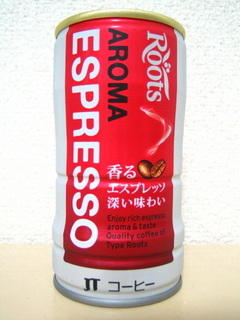 Roots
AROMA
ESPRESSO
香る
エスプレッソ
深い味わい
Enjoy rich espresso
aroma & taste
Quality coffee of
Type Roots
JT コーヒー